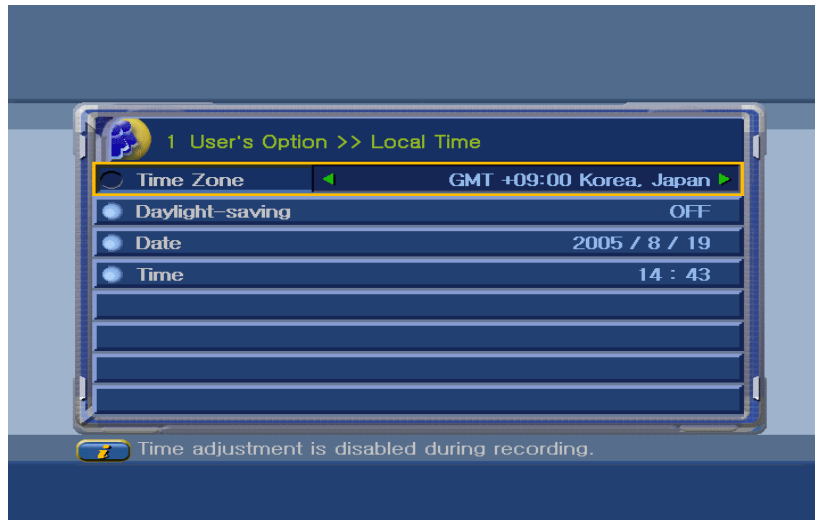 1 User's Option >> Local Time
Time Zone GMT +09:00 Korea, Japan
Daylight-saving OFF
Date 2005 / 8 / 19
Time 14 : 43
i Time adjustment is disabled during recording.